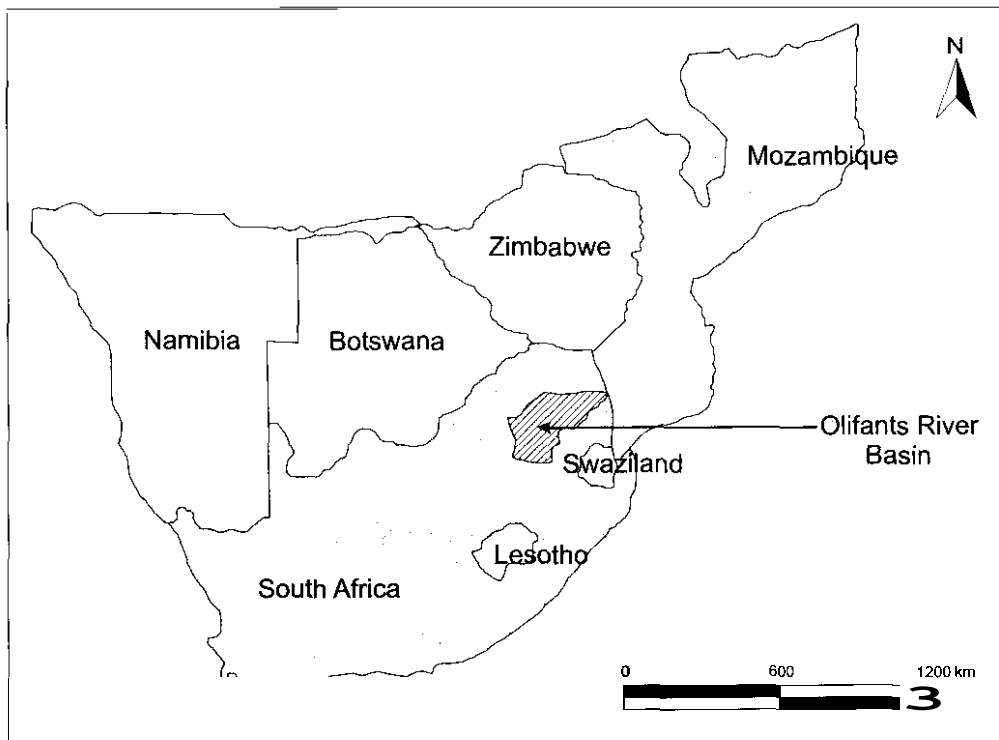 N
Mozambique
Zimbabwe
Namibia
Botswana
Olifants River
Basin
Swaziland
Lesotho
South Africa
0 600 1200 km
3